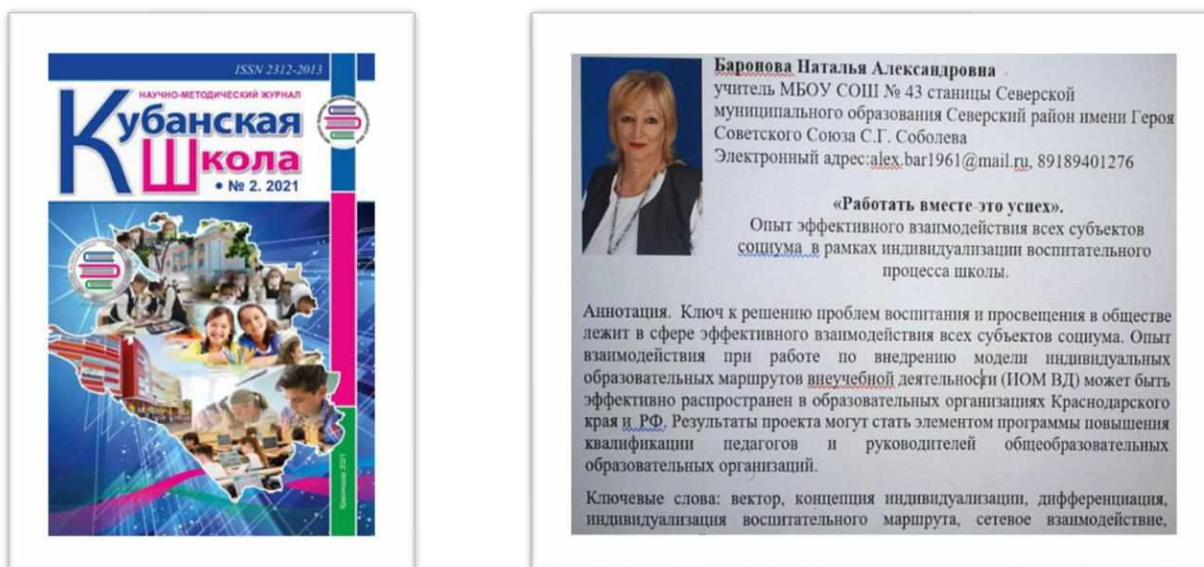 ISSN 2312-2013
НАУЧНО-МЕТОДИЧЕСКИЙ ЖУРНАЛ
Кубанская
Школа
• № 2. 2021
Краснодар 2021
Баронова Наталья Александровна
учитель МБОУ СОШ № 43 станицы Северской
муниципального образования Северский район имени Героя
Советского Союза С.Г. Соболева
Электронный адрес:alex.bar1961@mail.ru, 89189401276
«Работать вместе-это успех».
Опыт эффективного взаимодействия всех субъектов
социума в рамках индивидуализации воспитательного
процесса школы.
Аннотация. Ключ к решению проблем воспитания и просвещения в обществе
лежит в сфере эффективного взаимодействия всех субъектов социума. Опыт
взаимодействия при работе по внедрению модели индивидуальных
образовательных маршрутов внеучебной деятельности (ИОМ ВД) может быть
эффективно распространен в образовательных организациях Краснодарского
края и РФ. Результаты проекта могут стать элементом программы повышения
квалификации педагогов и руководителей общеобразовательных
образовательных организаций.
Ключевые слова: вектор, концепция индивидуализации, дифференциация,
индивидуализация воспитательного маршрута, сетевое взаимодействие,